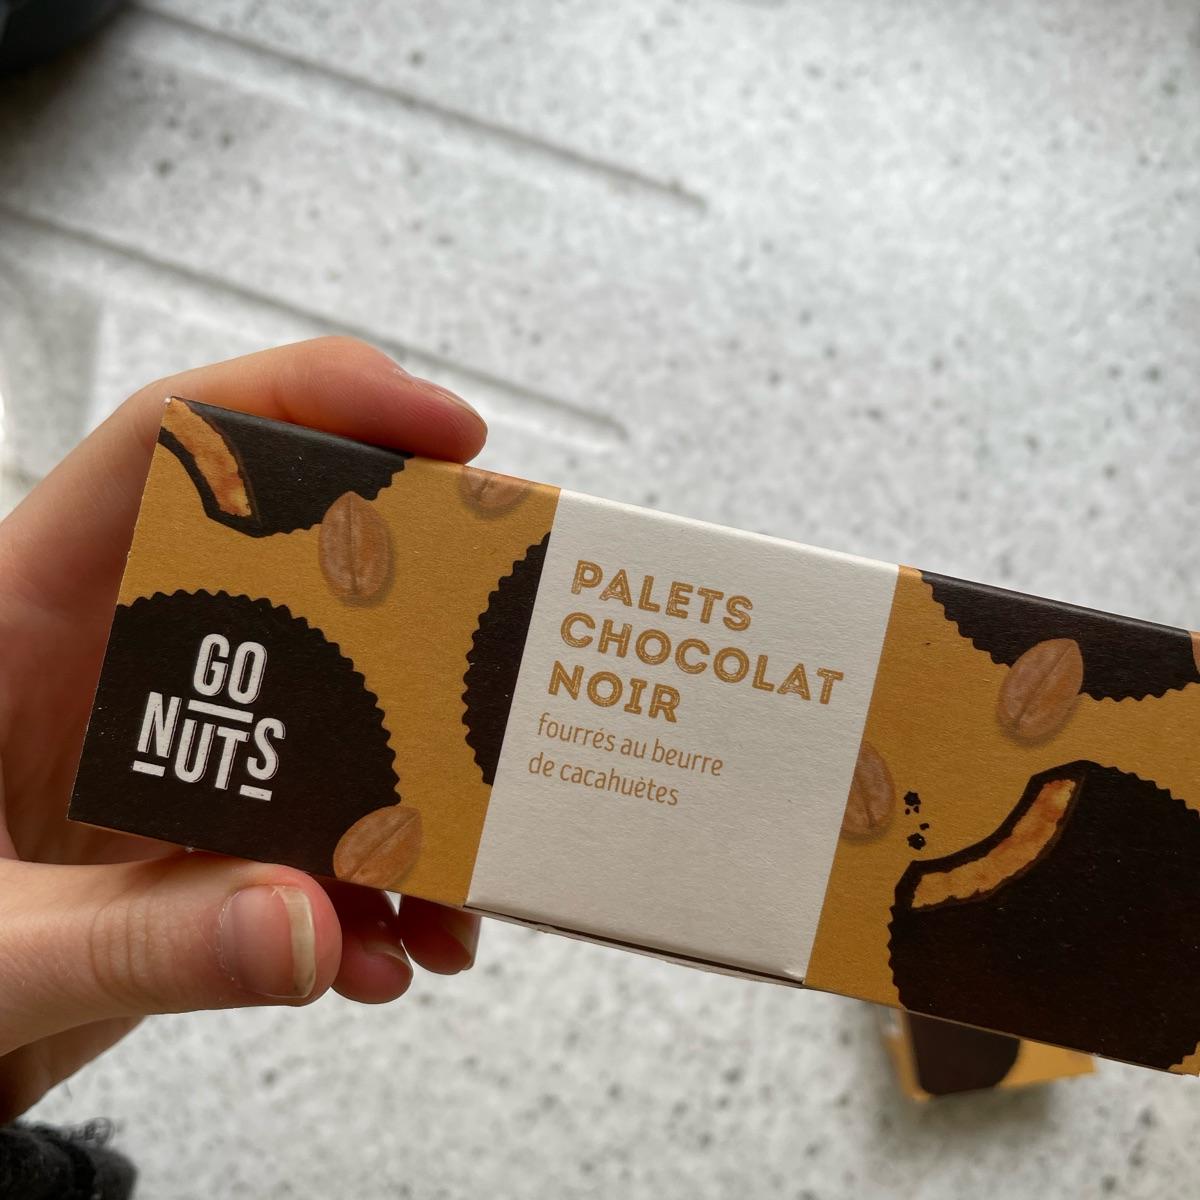 GO
NUTS
PALETS
CHOCOLAT
NOIR
fourrés au beurre
de cacahuètes